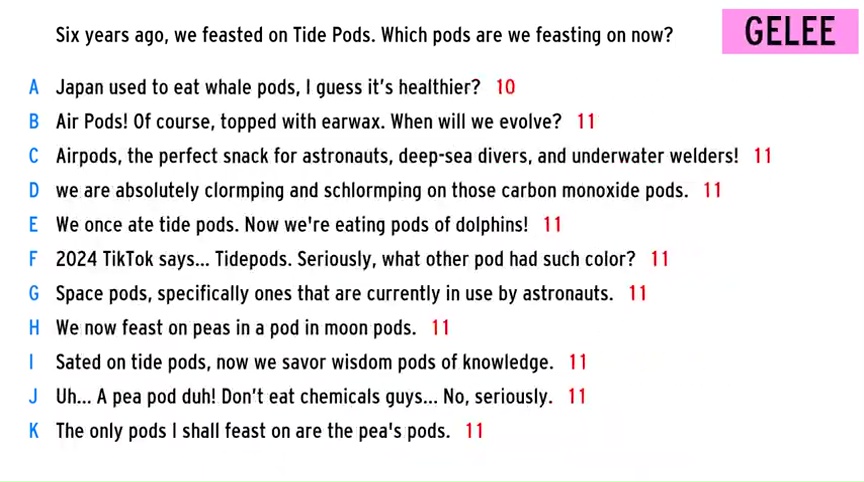 Six years ago, we feasted on Tide Pods. Which pods are we feasting on now?
GELEE
A Japan used to eat whale pods, I guess it's healthier? 10
B Air Pods! Of course, topped with earwax. When will we evolve? 11
C Airpods, the perfect snack for astronauts, deep-sea divers, and underwater welders! 11
D we are absolutely clormping and schlormping on those carbon monoxide pods. 11
E We once ate tide pods. Now we're eating pods of dolphins! 11
F 2024 TikTok says... Tidepods. Seriously, what other pod had such color? 11
G Space pods, specifically ones that are currently in use by astronauts. 11
H We now feast on peas in a pod in moon pods. 11
I Sated on tide pods, now we savor wisdom pods of knowledge. 11
J Uh... A pea pod duh! Don't eat chemicals guys... No, seriously. 11
K The only pods I shall feast on are the pea's pods. 11